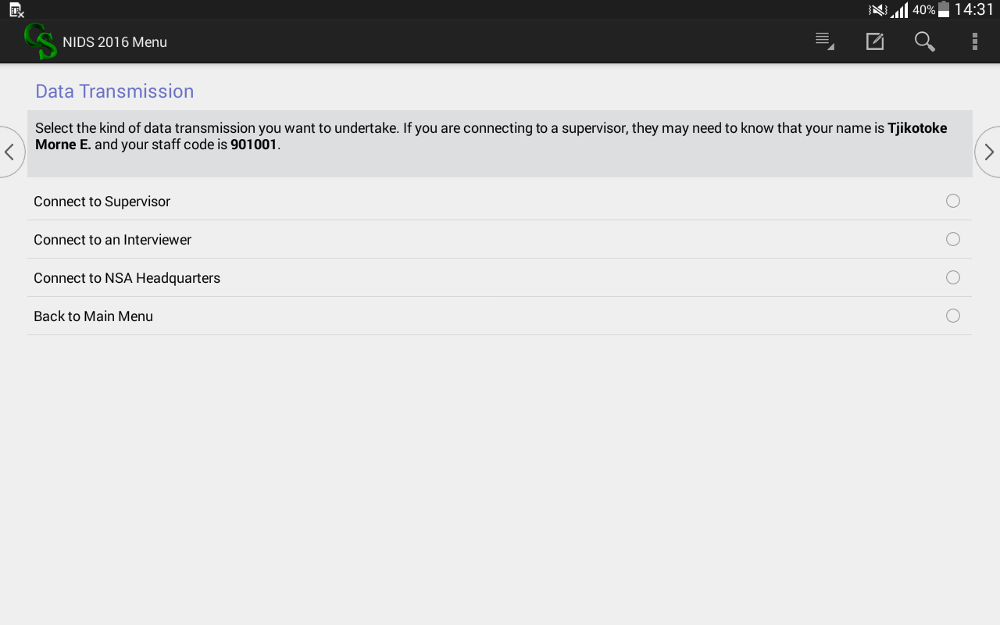 40% 14:31
CS NIDS 2016 Menu
Data Transmission
Select the kind of data transmission you want to undertake. If you are connecting to a supervisor, they may need to know that your name is Tjikotoke
Morne E. and your staff code is 901001.
Connect to Supervisor
Connect to an Interviewer
Connect to NSA Headquarters
Back to Main Menu